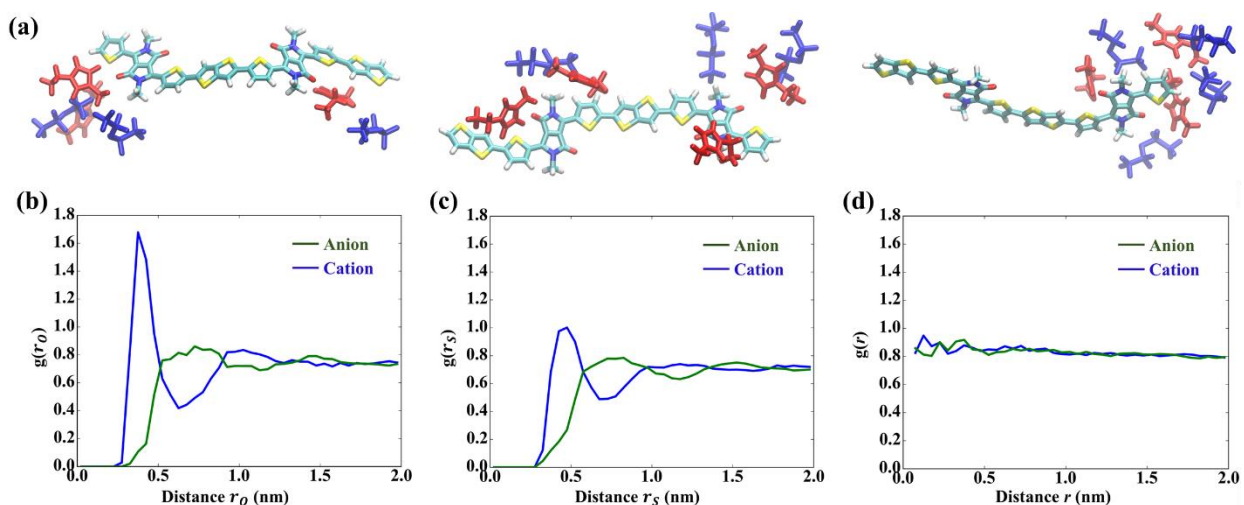 (a)
(b)
1.8
1.6
1.4
1.2
1.0
0.8
0.6
0.4
0.2
0.0
g(r_O)
Anion
Cation
0.0 0.5 1.0 1.5 2.0
Distance r_O (nm)
(c)
1.8
1.6
1.4
1.2
1.0
0.8
0.6
0.4
0.2
0.0
g(r_S)
Anion
Cation
0.0 0.5 1.0 1.5 2.0
Distance r_S (nm)
(d)
1.8
1.6
1.4
1.2
1.0
0.8
0.6
0.4
0.2
0.0
g(r)
Anion
Cation
0.0 0.5 1.0 1.5 2.0
Distance r (nm)